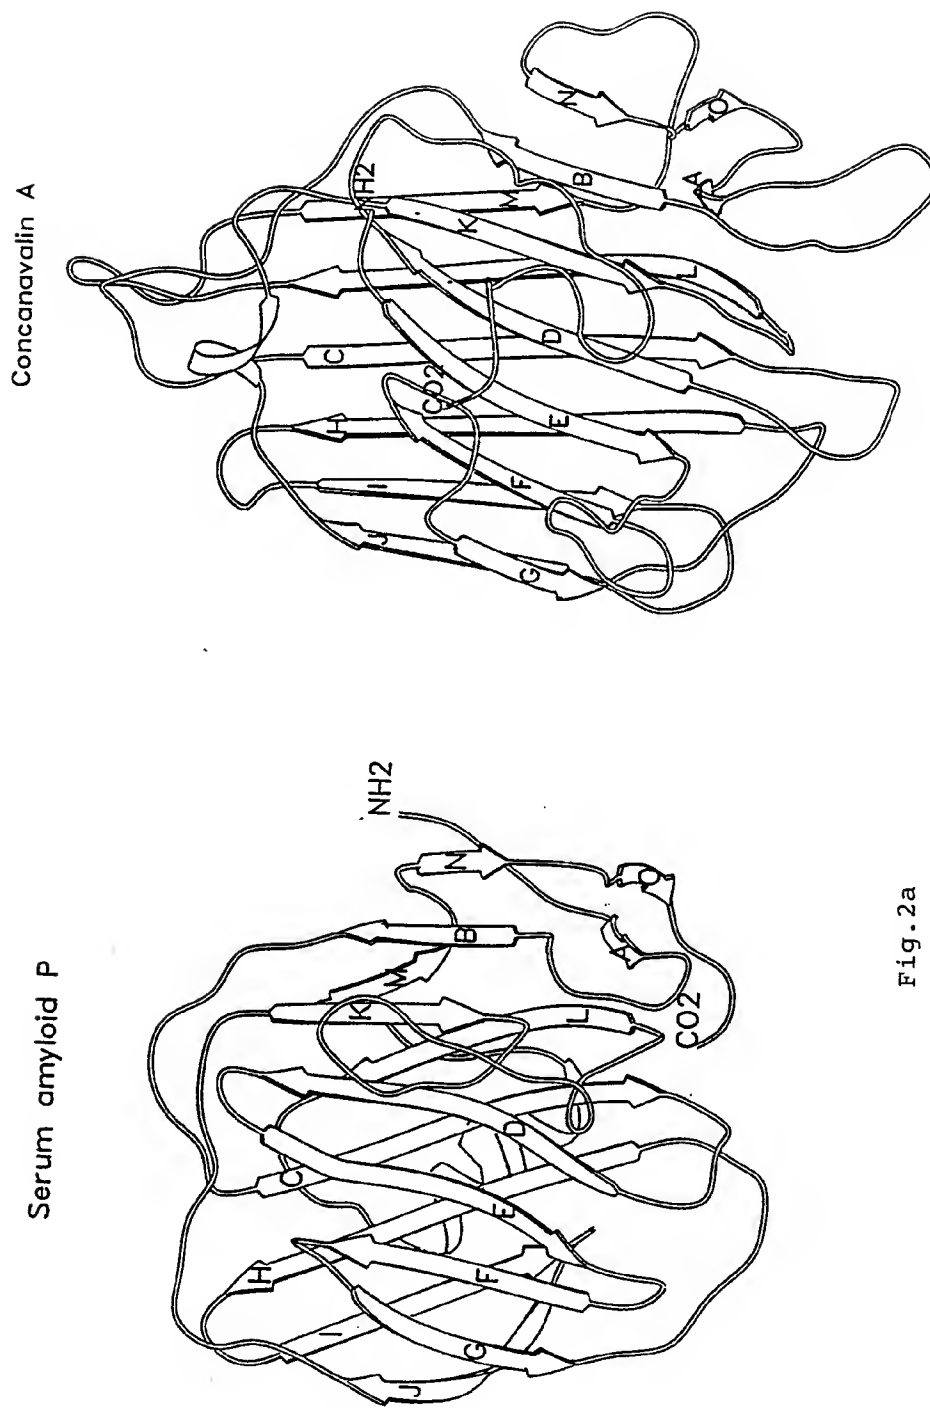 Serum amyloid P
C
H
I
J
E
F
G
D
K
M
B
L
N
A
O
NH2
CO2
Concanavalin A
C
H
I
J
NH2
M
K
B
N
O
A
L
D
CO2
E
F
G
Fig.2a